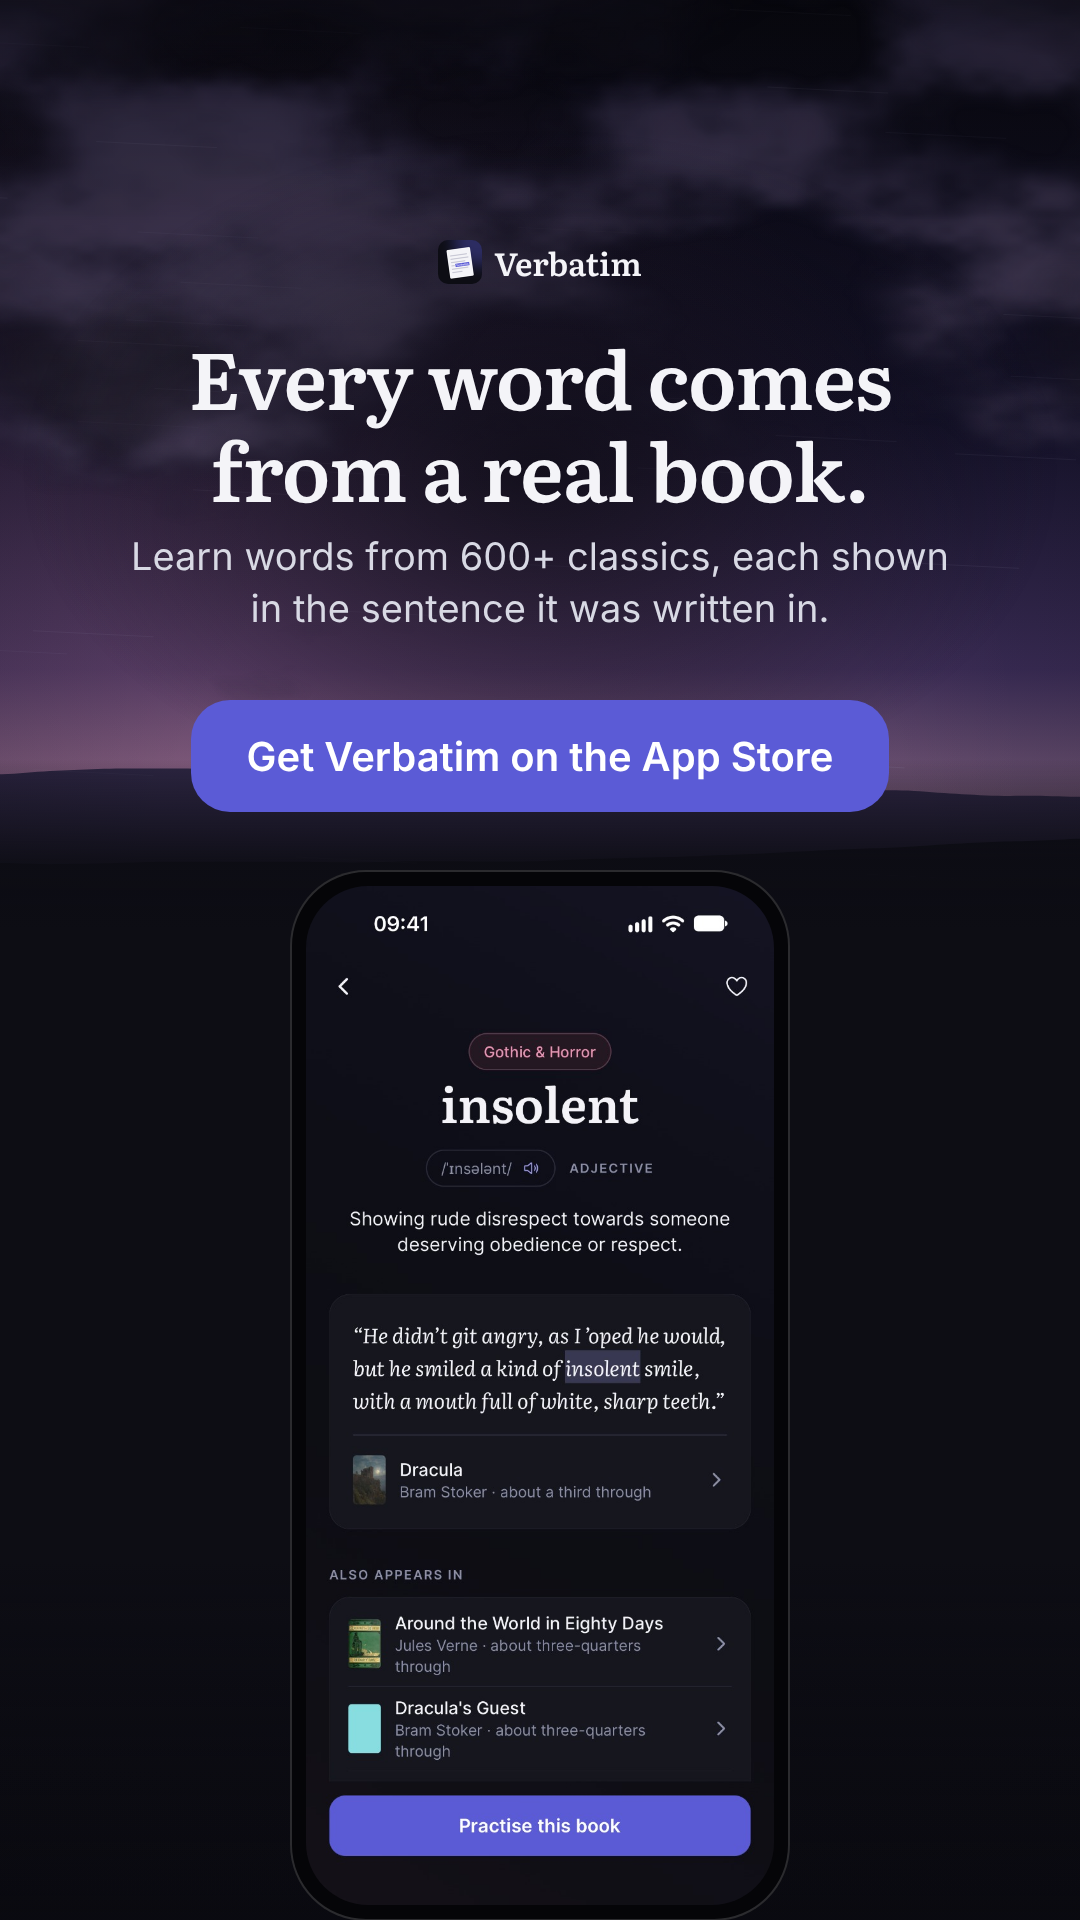 Verbatim
Every word comes
from a real book.
Learn words from 600+ classics, each shown
in the sentence it was written in.
Get Verbatim on the App Store
09:41
Gothic & Horror
insolent
/ˈɪnsələnt/ ADJECTIVE
Showing rude disrespect towards someone
deserving obedience or respect.
“He didn’t git angry, as I ’oped he would,
but he smiled a kind of insolent smile,
with a mouth full of white, sharp teeth.”
Dracula
Bram Stoker · about a third through
ALSO APPEARS IN
Around the World in Eighty Days
Jules Verne · about three-quarters
through
Dracula's Guest
Bram Stoker · about three-quarters
through
Practise this book